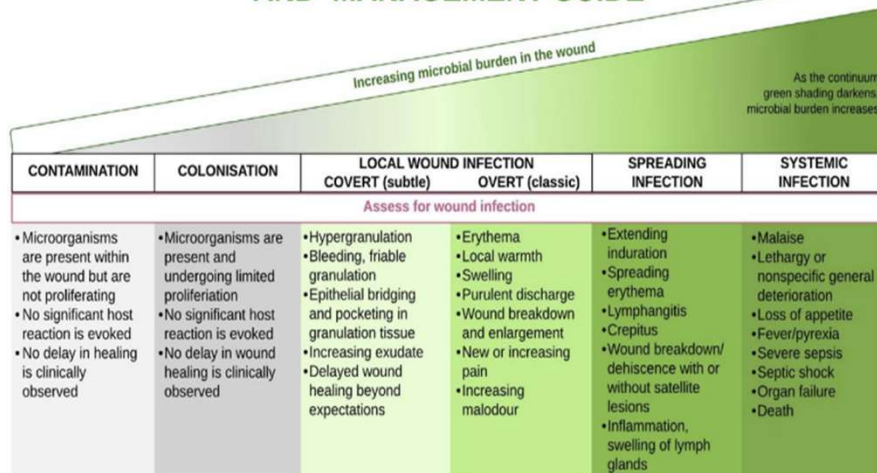 AND MANAGEMENT GUIDE
Increasing microbial burden in the wound
As the continuum
green shading darkens,
microbial burden increases
CONTAMINATION
COLONISATION
LOCAL WOUND INFECTION
COVERT (subtle) OVERT (classic)
SPREADING
INFECTION
SYSTEMIC
INFECTION
Assess for wound infection
•Microorganisms
are present within
the wound but are
not proliferating
•No significant host
reaction is evoked
•No delay in healing
is clinically
observed
•Microorganisms are
present and
undergoing limited
proliferiation
•No significant host
reaction is evoked
•No delay in wound
healing is clinically
observed
•Hypergranulation
•Bleeding, friable
granulation
•Epithelial bridging
and pocketing in
granulation tissue
•Increasing exudate
•Delayed wound
healing beyond
expectations
•Erythema
•Local warmth
•Swelling
•Purulent discharge
•Wound breakdown
and enlargement
•New or increasing
pain
•Increasing
malodour
•Extending
induration
•Spreading
erythema
•Lymphangitis
•Crepitus
•Wound breakdown/
dehiscence with or
without satellite
lesions
•Inflammation,
swelling of lymph
glands
•Malaise
•Lethargy or
nonspecific general
deterioration
•Loss of appetite
•Fever/pyrexia
•Severe sepsis
•Septic shock
•Organ failure
•Death